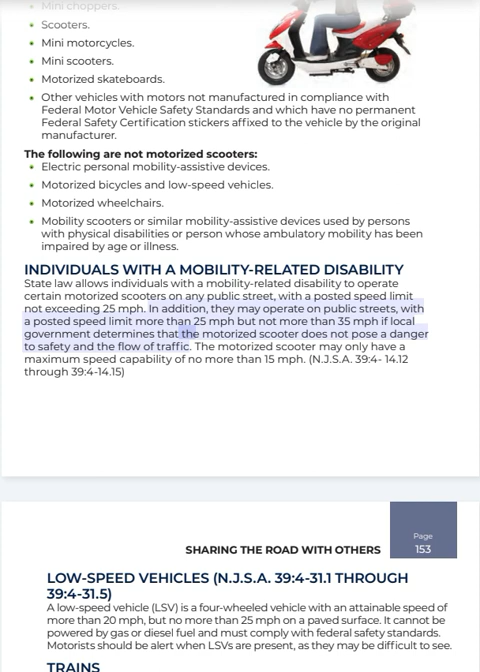 Mini choppers.
Scooters.
Mini motorcycles.
Mini scooters.
Motorized skateboards.
Other vehicles with motors not manufactured in compliance with
Federal Motor Vehicle Safety Standards and which have no permanent
Federal Safety Certification stickers affixed to the vehicle by the original
manufacturer.
The following are not motorized scooters:
Electric personal mobility-assistive devices.
Motorized bicycles and low-speed vehicles.
Motorized wheelchairs.
Mobility scooters or similar mobility-assistive devices used by persons
with physical disabilities or person whose ambulatory mobility has been
impaired by age or illness.
INDIVIDUALS WITH A MOBILITY-RELATED DISABILITY
State law allows individuals with a mobility-related disability to operate
certain motorized scooters on any public street, with a posted speed limit
not exceeding 25 mph. In addition, they may operate on public streets, with
a posted speed limit more than 25 mph but not more than 35 mph if local
government determines that the motorized scooter does not pose a danger
to safety and the flow of traffic. The motorized scooter may only have a
maximum speed capability of no more than 15 mph. (N.J.S.A. 39:4- 14.12
through 39:4-14.15)
Page
SHARING THE ROAD WITH OTHERS 153
LOW-SPEED VEHICLES (N.J.S.A. 39:4-31.1 THROUGH
39:4-31.5)
A low-speed vehicle (LSV) is a four-wheeled vehicle with an attainable speed of
more than 20 mph, but no more than 25 mph on a paved surface. It cannot be
powered by gas or diesel fuel and must comply with federal safety standards.
Motorists should be alert when LSVs are present, as they may be difficult to see.
TRAINS